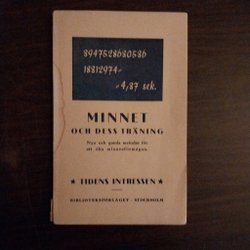 8947528680586
18812974-
-4,87 sek.
MINNET
OCH DESS TRÄNING
Nya och gamla metoder för
att öka minnesförmågan
★ TIDENS INTRESSEN ★
BIBLIOTEKSFÖRLAGET STOCKHOLM